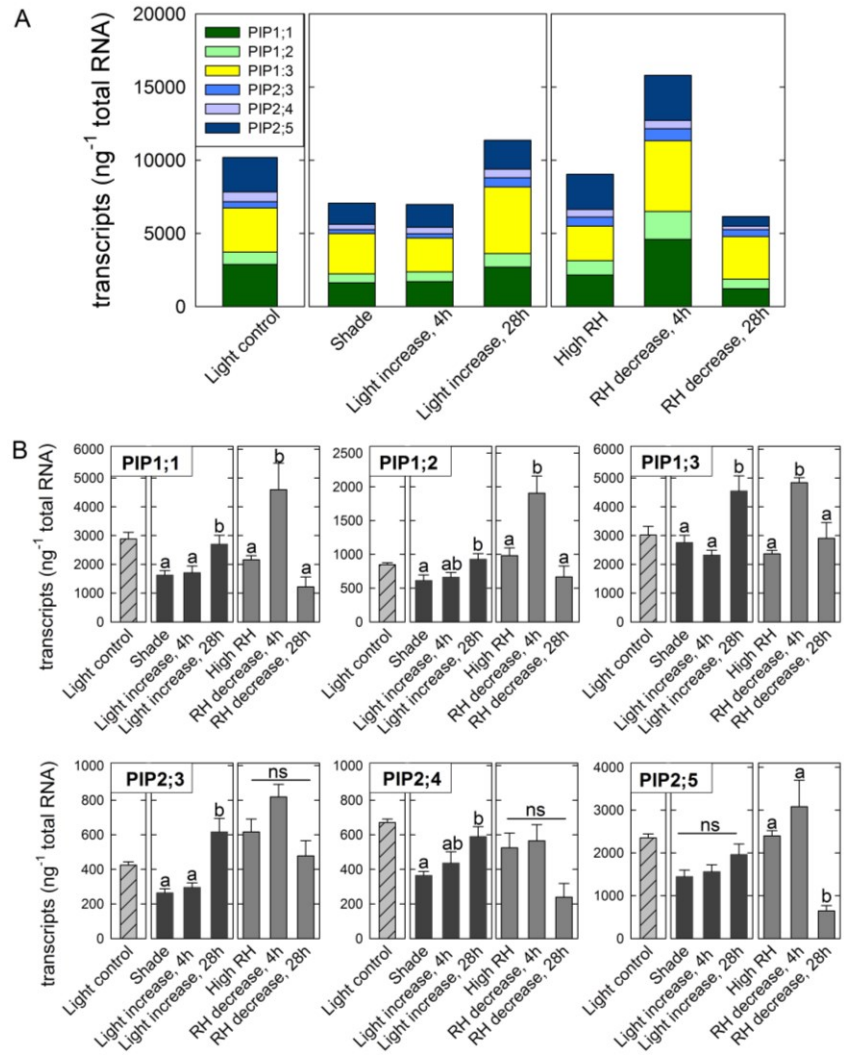 A
transcripts (ng-1 total RNA)
20000
15000
10000
5000
0
PIP1;1
PIP1;2
PIP1:3
PIP2;3
PIP2;4
PIP2;5
Light control
Shade
Light increase, 4h
Light increase, 28h
High RH
RH decrease, 4h
RH decrease, 28h
B
transcripts (ng-1 total RNA)
6000
5000
4000
3000
2000
1000
0
PIP1;1
a a b a b a
Light control
Shade
Light increase, 4h
Light increase, 28h
High RH
RH decrease, 4h
RH decrease, 28h
2500
2000
1500
1000
500
0
PIP1;2
a ab b a b a
Light control
Shade
Light increase, 4h
Light increase, 28h
High RH
RH decrease, 4h
RH decrease, 28h
6000
5000
4000
3000
2000
1000
0
PIP1;3
a a b a b a
Light control
Shade
Light increase, 4h
Light increase, 28h
High RH
RH decrease, 4h
RH decrease, 28h
transcripts (ng-1 total RNA)
1000
800
600
400
200
0
PIP2;3
a a b ns
Light control
Shade
Light increase, 4h
Light increase, 28h
High RH
RH decrease, 4h
RH decrease, 28h
1000
800
600
400
200
0
PIP2;4
a ab b ns
Light control
Shade
Light increase, 4h
Light increase, 28h
High RH
RH decrease, 4h
RH decrease, 28h
4000
3000
2000
1000
0
PIP2;5
ns a a b
Light control
Shade
Light increase, 4h
Light increase, 28h
High RH
RH decrease, 4h
RH decrease, 28h